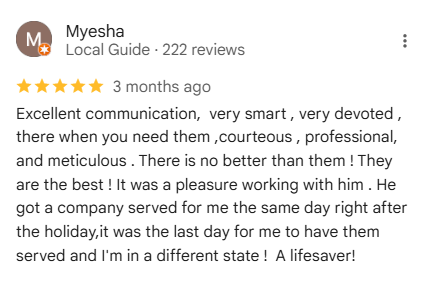 M
Myesha
Local Guide · 222 reviews
3 months ago
Excellent communication,  very smart , very devoted ,
there when you need them ,courteous , professional,
and meticulous . There is no better than them ! They
are the best ! It was a pleasure working with him . He
got a company served for me the same day right after
the holiday,it was the last day for me to have them
served and I'm in a different state !  A lifesaver!